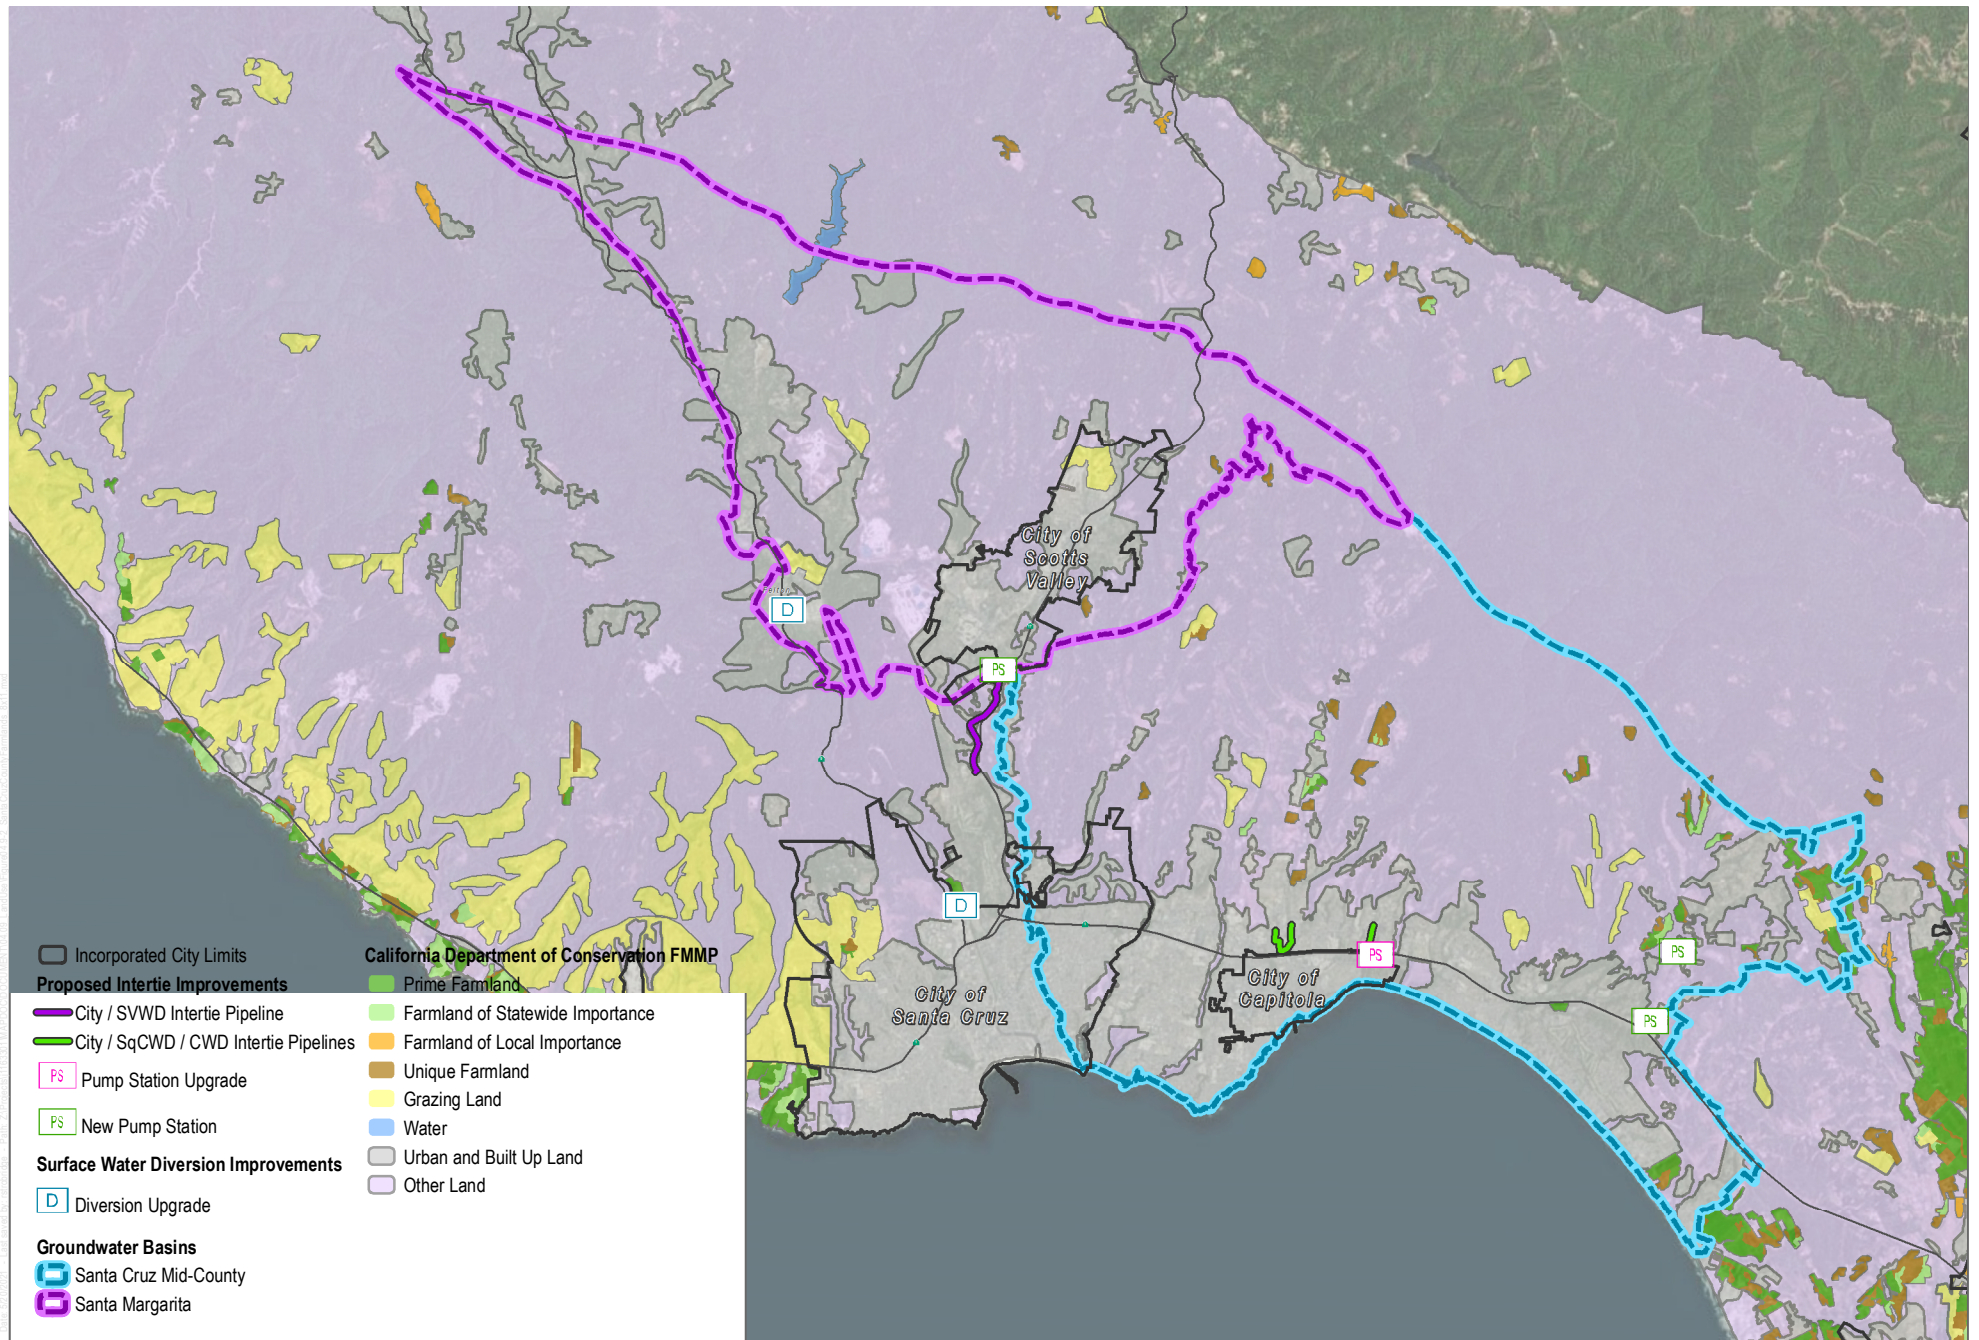 Felton
D
City of
Scotts
Valley
PS
D
City of
Santa Cruz
City of
Capitola
PS
PS
PS
Incorporated City Limits
Proposed Intertie Improvements
City / SVWD Intertie Pipeline
City / SqCWD / CWD Intertie Pipelines
PS Pump Station Upgrade
PS New Pump Station
Surface Water Diversion Improvements
D Diversion Upgrade
Groundwater Basins
Santa Cruz Mid-County
Santa Margarita
California Department of Conservation FMMP
Prime Farmland
Farmland of Statewide Importance
Farmland of Local Importance
Unique Farmland
Grazing Land
Water
Urban and Built Up Land
Other Land